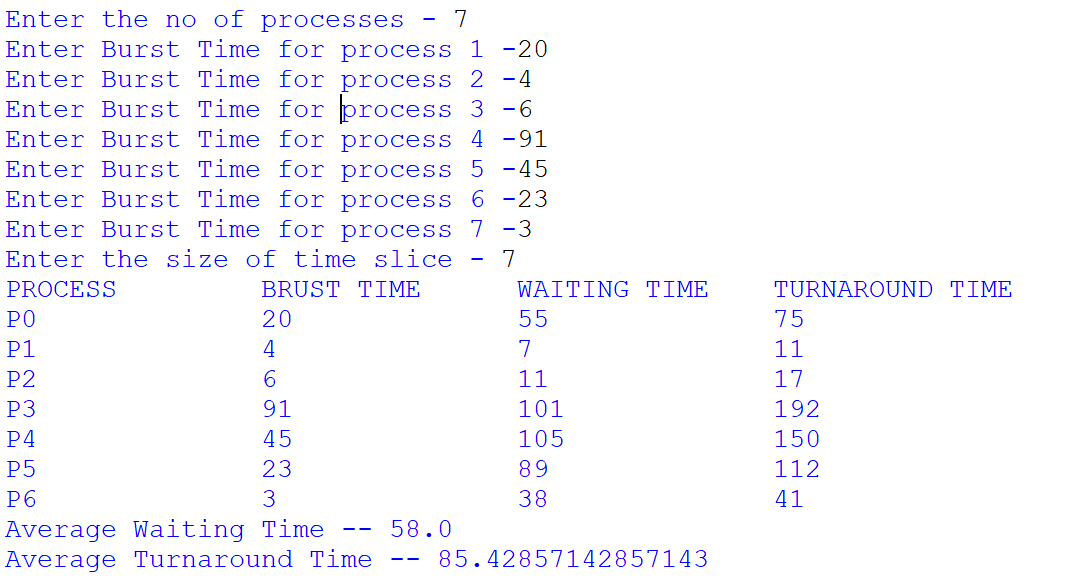 Enter the no of processes - 7
Enter Burst Time for process 1 -20
Enter Burst Time for process 2 -4
Enter Burst Time for process 3 -6
Enter Burst Time for process 4 -91
Enter Burst Time for process 5 -45
Enter Burst Time for process 6 -23
Enter Burst Time for process 7 -3
Enter the size of time slice - 7
PROCESS BRUST TIME WAITING TIME TURNAROUND TIME
P0 20 55 75
P1 4 7 11
P2 6 11 17
P3 91 101 192
P4 45 105 150
P5 23 89 112
P6 3 38 41
Average Waiting Time -- 58.0
Average Turnaround Time -- 85.42857142857143